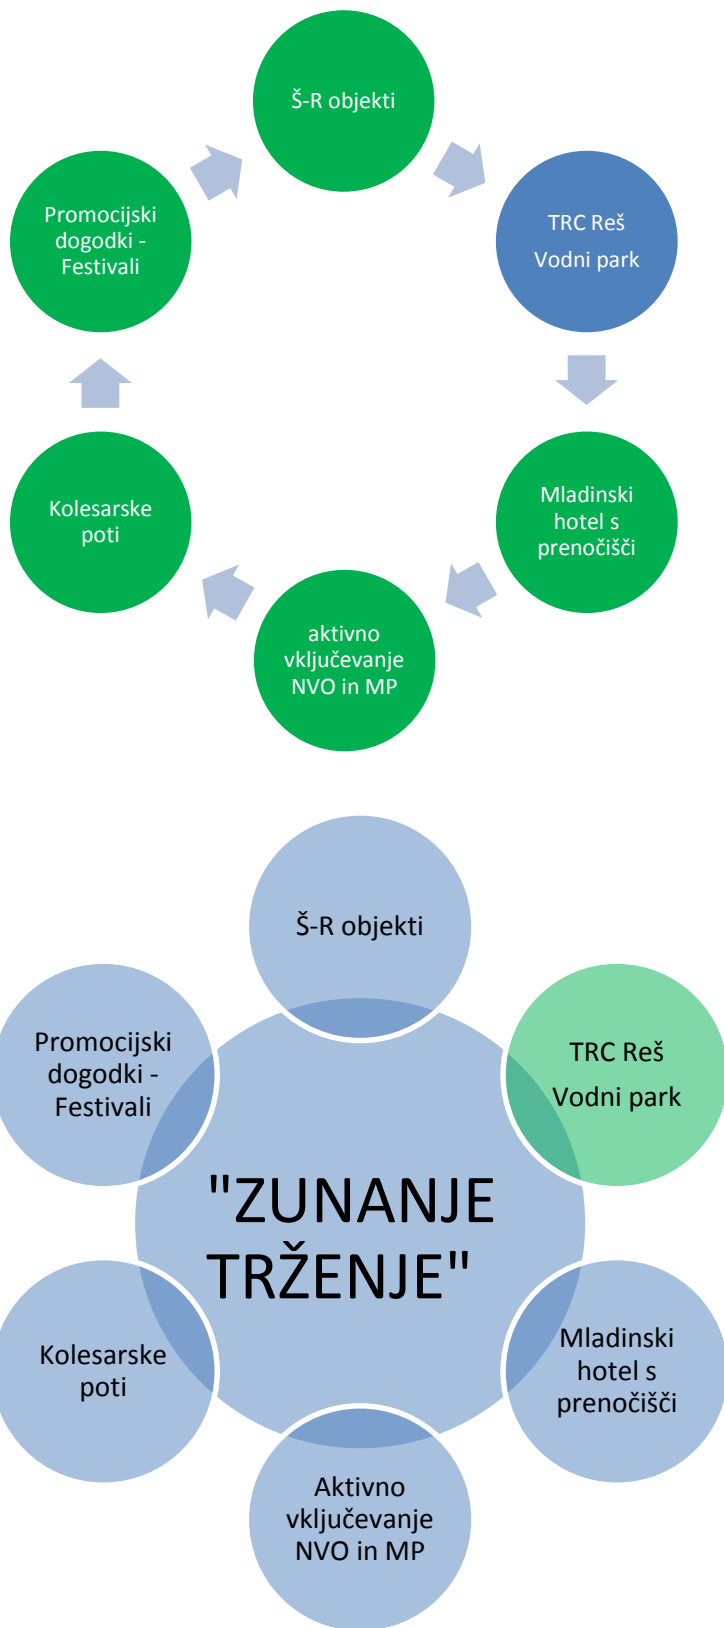 Š-R objekti
TRC Reš
Vodni park
Mladinski
hotel s
prenočišči
aktivno
vključevanje
NVO in MP
Kolesarske
poti
Promocijski
dogodki -
Festivali
Š-R objekti
TRC Reš
Vodni park
Mladinski
hotel s
prenočišči
Aktivno
vključevanje
NVO in MP
Kolesarske
poti
Promocijski
dogodki -
Festivali
"ZUNANJE
TRŽENJE"